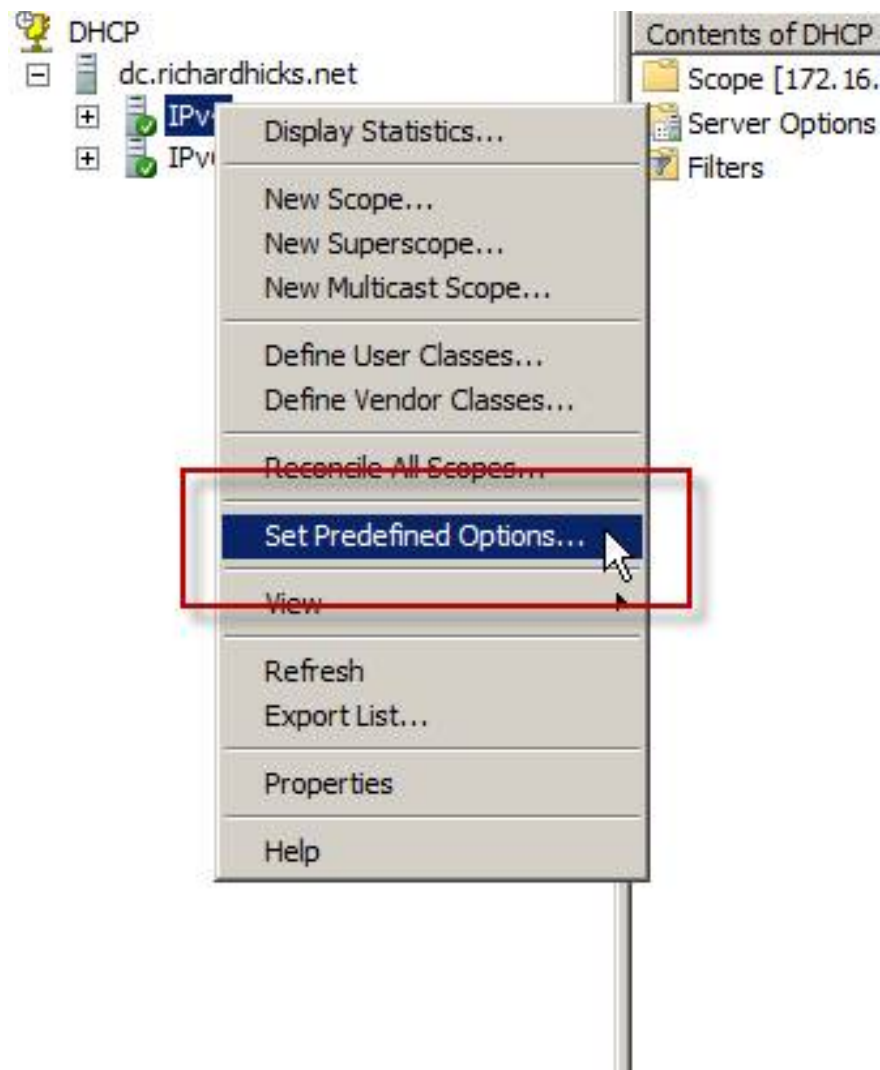 DHCP
dc.richardhicks.net
IPv
IPv
Contents of DHCP
Scope [172.16.
Server Options
Filters
Display Statistics...
New Scope...
New Superscope...
New Multicast Scope...
Define User Classes...
Define Vendor Classes...
Reconcile All Scopes...
Set Predefined Options...
View
Refresh
Export List...
Properties
Help